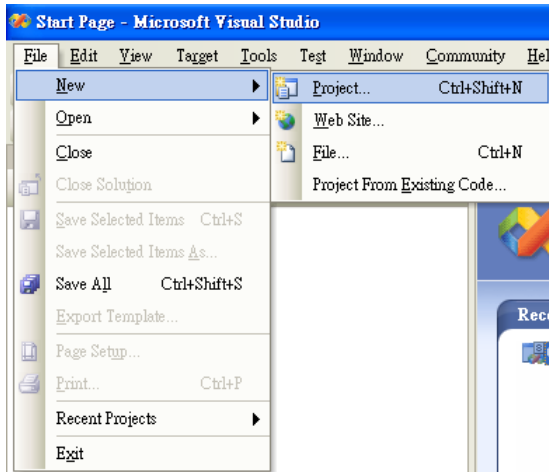 Start Page - Microsoft Visual Studio
File Edit View Target Tools Test Window Community Hel
New
Project... Ctrl+Shift+N
Open
Web Site...
Close
File... Ctrl+N
Close Solution
Project From Existing Code...
Save Selected Items Ctrl+S
Save Selected Items As...
Save All Ctrl+Shift+S
Export Template...
Rece
Page Setup...
Print... Ctrl+P
Recent Projects
Exit